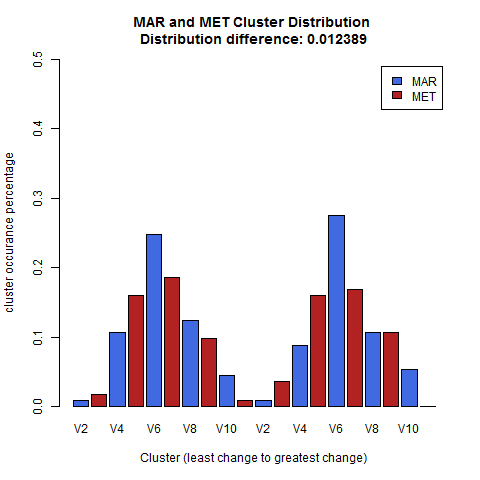 MAR and MET Cluster Distribution
Distribution difference: 0.012389
MAR
MET
cluster occurance percentage
0.5
0.4
0.3
0.2
0.1
0.0
V2 V4 V6 V8 V10 V2 V4 V6 V8 V10
Cluster (least change to greatest change)